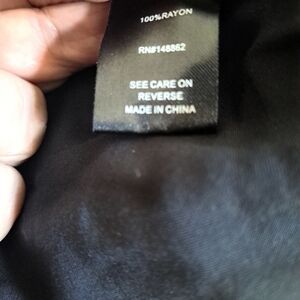 100%RAYON
RN#148862
SEE CARE ON
REVERSE
MADE IN CHINA